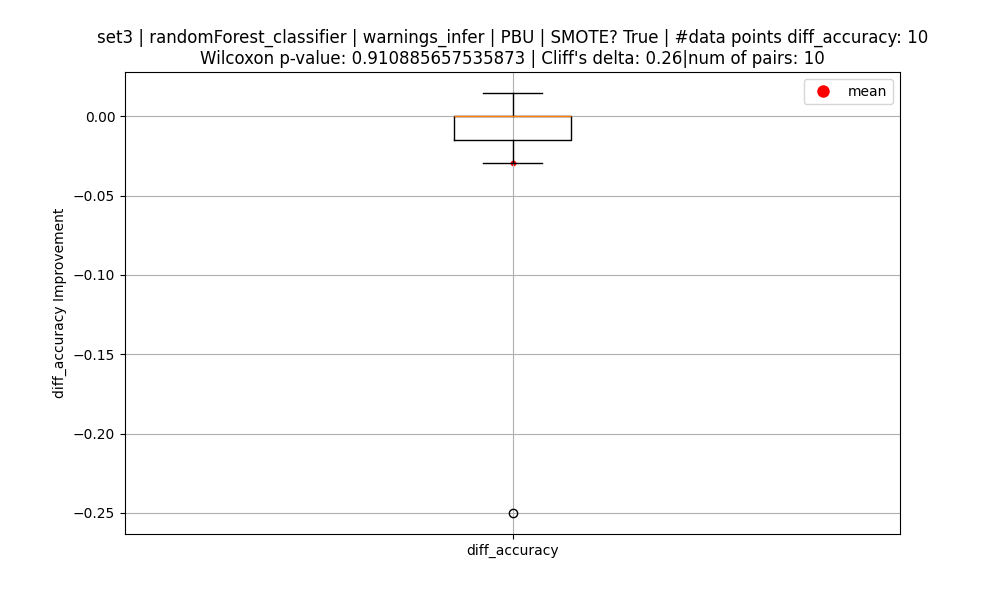 set3 | randomForest_classifier | warnings_infer | PBU | SMOTE? True | #data points diff_accuracy: 10
Wilcoxon p-value: 0.910885657535873 | Cliff's delta: 0.26|num of pairs: 10
mean
0.00
−0.05
−0.10
−0.15
−0.20
−0.25
diff_accuracy Improvement
diff_accuracy